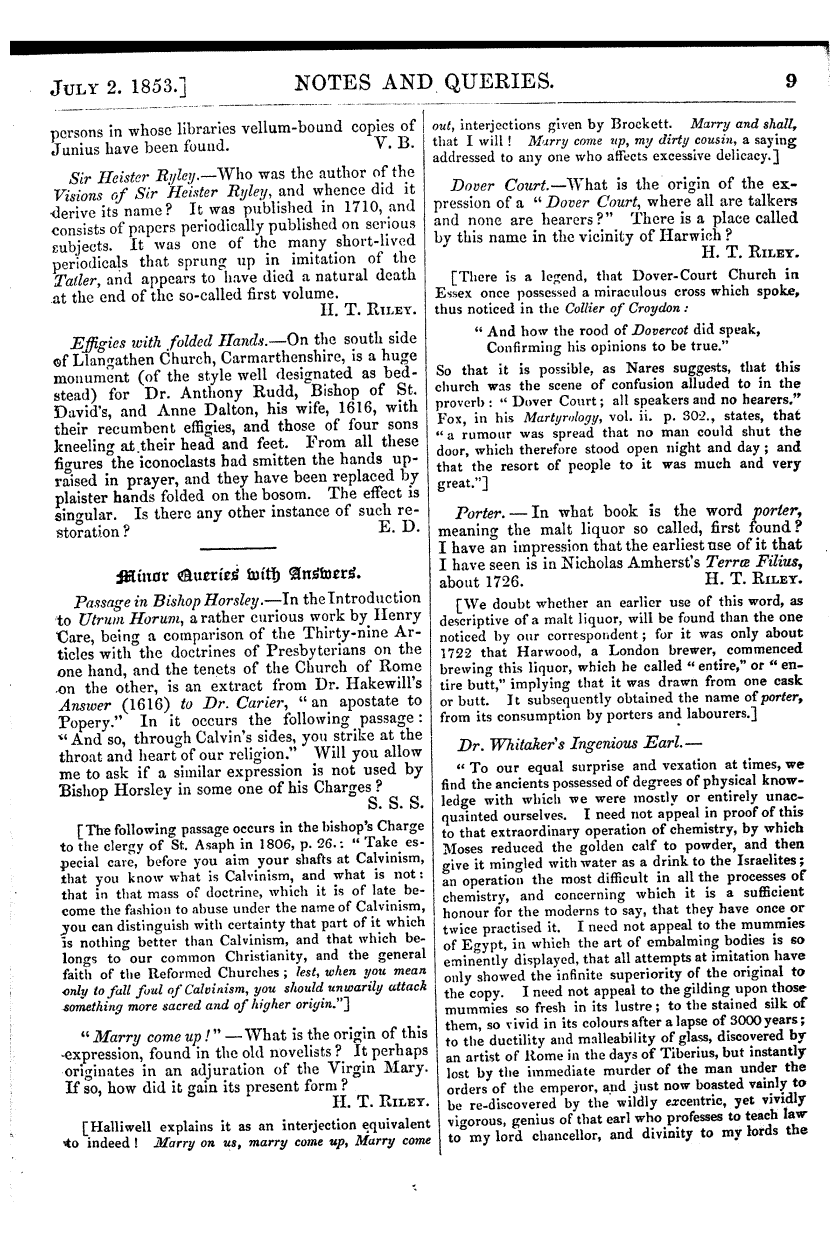 JULY 2. 1853.] NOTES AND QUERIES. 9
persons in whose libraries vellum-bound copies of
Junius have been found. V. B.
Sir Heister Ryley.—Who was the author of the
Visions of Sir Heister Ryley, and whence did it
derive its name? It was published in 1710, and
consists of papers periodically published on serious
subjects. It was one of the many short-lived
periodicals that sprung up in imitation of the
Tatler, and appears to have died a natural death
at the end of the so-called first volume.
H. T. RILEY.
Effigies with folded Hands.—On the south side
of Llangathen Church, Carmarthenshire, is a huge
monument (of the style well designated as bed-
stead) for Dr. Anthony Rudd, Bishop of St.
David's, and Anne Dalton, his wife, 1616, with
their recumbent effigies, and those of four sons
kneeling at their head and feet. From all these
figures the iconoclasts had smitten the hands up-
raised in prayer, and they have been replaced by
plaister hands folded on the bosom. The effect is
singular. Is there any other instance of such re-
storation? E. D.
Minor Queries with Answers.
Passage in Bishop Horsley.—In the Introduction
to Utrum Horum, a rather curious work by Henry
Care, being a comparison of the Thirty-nine Ar-
ticles with the doctrines of Presbyterians on the
one hand, and the tenets of the Church of Rome
on the other, is an extract from Dr. Hakewill's
Answer (1616) to Dr. Carier, "an apostate to
Popery." In it occurs the following passage:
"And so, through Calvin's sides, you strike at the
throat and heart of our religion." Will you allow
me to ask if a similar expression is not used by
Bishop Horsley in some one of his Charges?
S. S. S.
[The following passage occurs in the bishop's Charge
to the clergy of St. Asaph in 1806, p. 26.: "Take es-
pecial care, before you aim your shafts at Calvinism,
that you know what is Calvinism, and what is not:
that in that mass of doctrine, which it is of late be-
come the fashion to abuse under the name of Calvinism,
you can distinguish with certainty that part of it which
is nothing better than Calvinism, and that which be-
longs to our common Christianity, and the general
faith of the Reformed Churches; lest, when you mean
only to fall foul of Calvinism, you should unwarily attack
something more sacred and of higher origin."]
"Marry come up!"—What is the origin of this
expression, found in the old novelists? It perhaps
originates in an adjuration of the Virgin Mary.
If so, how did it gain its present form?
H. T. RILEY.
[Halliwell explains it as an interjection equivalent
to indeed! Marry on us, marry come up, Marry come
out, interjections given by Brockett. Marry and shall,
that I will! Marry come up, my dirty cousin, a saying
addressed to any one who affects excessive delicacy.]
Dover Court.—What is the origin of the ex-
pression of a "Dover Court, where all are talkers
and none are hearers?" There is a place called
by this name in the vicinity of Harwich?
H. T. RILEY.
[There is a legend, that Dover-Court Church in
Essex once possessed a miraculous cross which spoke,
thus noticed in the Collier of Croydon:
"And how the rood of Dovercot did speak,
Confirming his opinions to be true."
So that it is possible, as Nares suggests, that this
church was the scene of confusion alluded to in the
proverb: "Dover Court; all speakers and no hearers."
Fox, in his Martyrology, vol. ii. p. 302., states, that
"a rumour was spread that no man could shut the
door, which therefore stood open night and day; and
that the resort of people to it was much and very
great."]
Porter.—In what book is the word porter,
meaning the malt liquor so called, first found?
I have an impression that the earliest use of it that
I have seen is in Nicholas Amherst's Terræ Filius,
about 1726. H. T. RILEY.
[We doubt whether an earlier use of this word, as
descriptive of a malt liquor, will be found than the one
noticed by our correspondent; for it was only about
1722 that Harwood, a London brewer, commenced
brewing this liquor, which he called "entire," or "en-
tire butt," implying that it was drawn from one cask
or butt. It subsequently obtained the name of porter,
from its consumption by porters and labourers.]
Dr. Whitaker's Ingenious Earl.—
"To our equal surprise and vexation at times, we
find the ancients possessed of degrees of physical know-
ledge with which we were mostly or entirely unac-
quainted ourselves. I need not appeal in proof of this
to that extraordinary operation of chemistry, by which
Moses reduced the golden calf to powder, and then
give it mingled with water as a drink to the Israelites;
an operation the most difficult in all the processes of
chemistry, and concerning which it is a sufficient
honour for the moderns to say, that they have once or
twice practised it. I need not appeal to the mummies
of Egypt, in which the art of embalming bodies is so
eminently displayed, that all attempts at imitation have
only showed the infinite superiority of the original to
the copy. I need not appeal to the gilding upon those
mummies so fresh in its lustre; to the stained silk of
them, so vivid in its colours after a lapse of 3000 years;
to the ductility and malleability of glass, discovered by
an artist of Rome in the days of Tiberius, but instantly
lost by the immediate murder of the man under the
orders of the emperor, and just now boasted vainly to
be re-discovered by the wildly excentric, yet vividly
vigorous, genius of that earl who professes to teach law
to my lord chancellor, and divinity to my lords the